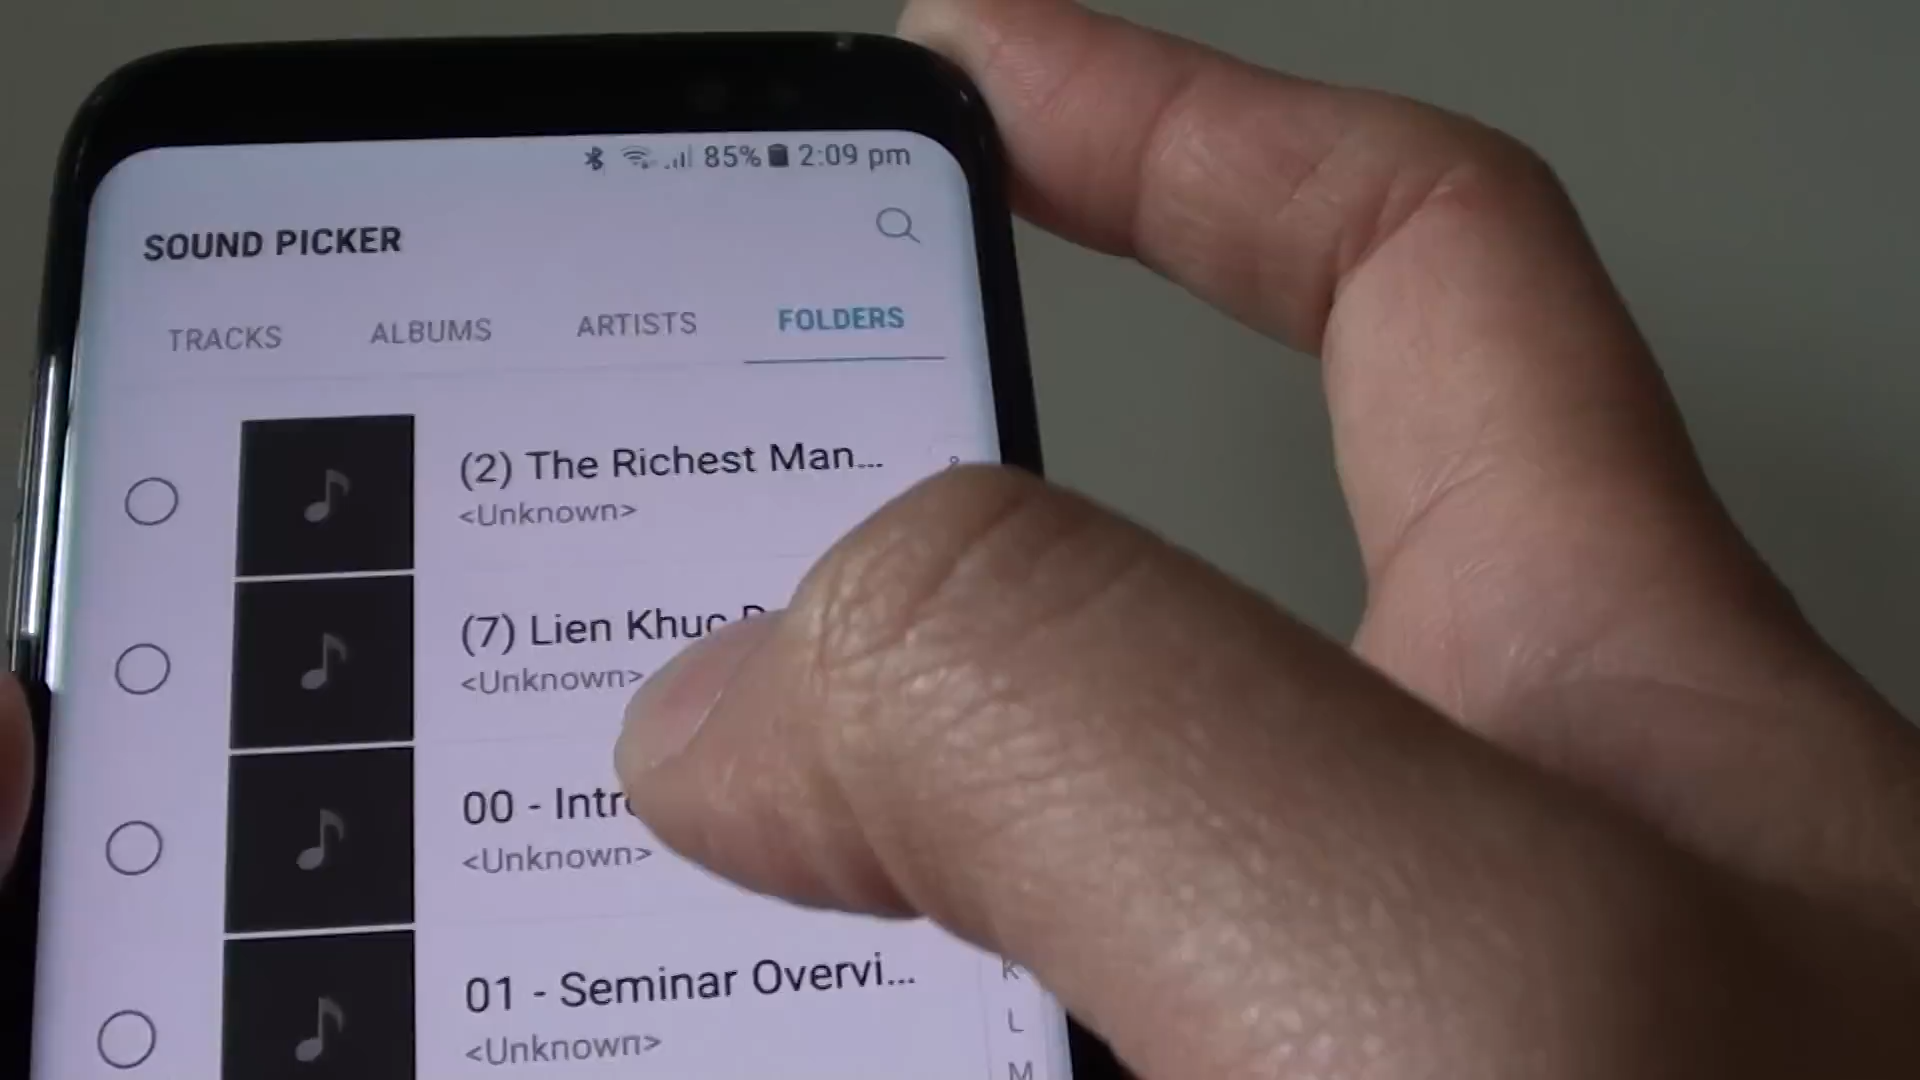 85% 2:09 pm
SOUND PICKER
TRACKS ALBUMS ARTISTS FOLDERS
(2) The Richest Man...
<Unknown>
&
(7) Lien Khuc
<Unknown>
00 - Intro
<Unknown>
01 - Seminar Overvi...
<Unknown>
K
L
M